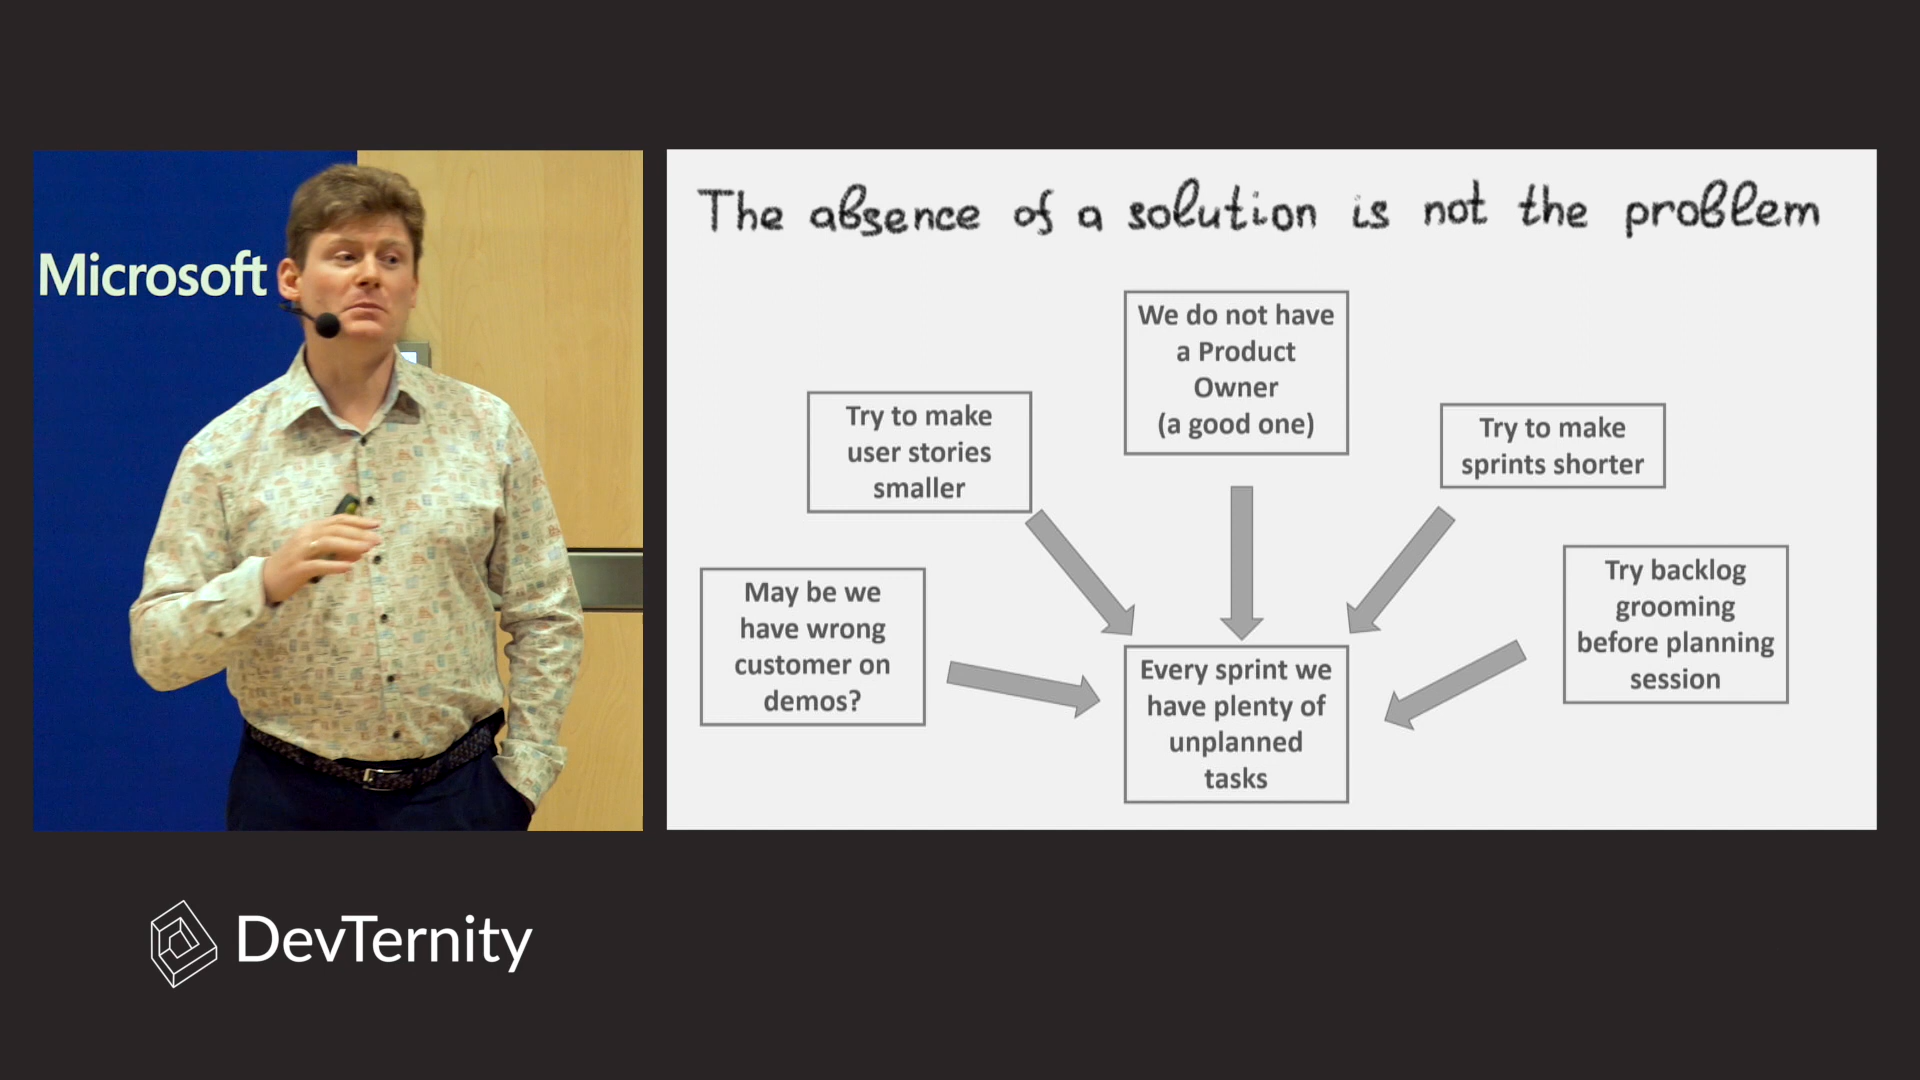 Microsoft
The absence of a solution is not the problem
We do not have
a Product
Owner
(a good one)
Try to make
user stories
smaller
Try to make
sprints shorter
May be we
have wrong
customer on
demos?
Try backlog
grooming
before planning
session
Every sprint we
have plenty of
unplanned
tasks
DevTernity